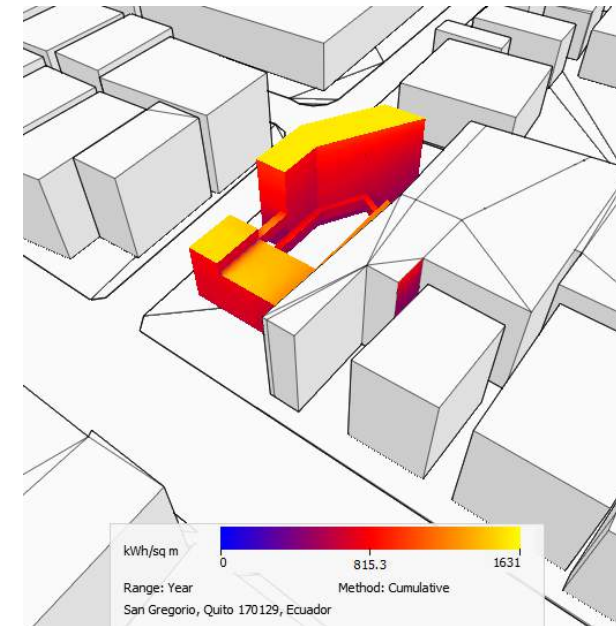 kWh/sq m
0 815.3 1631
Range: Year Method: Cumulative
San Gregorio, Quito 170129, Ecuador